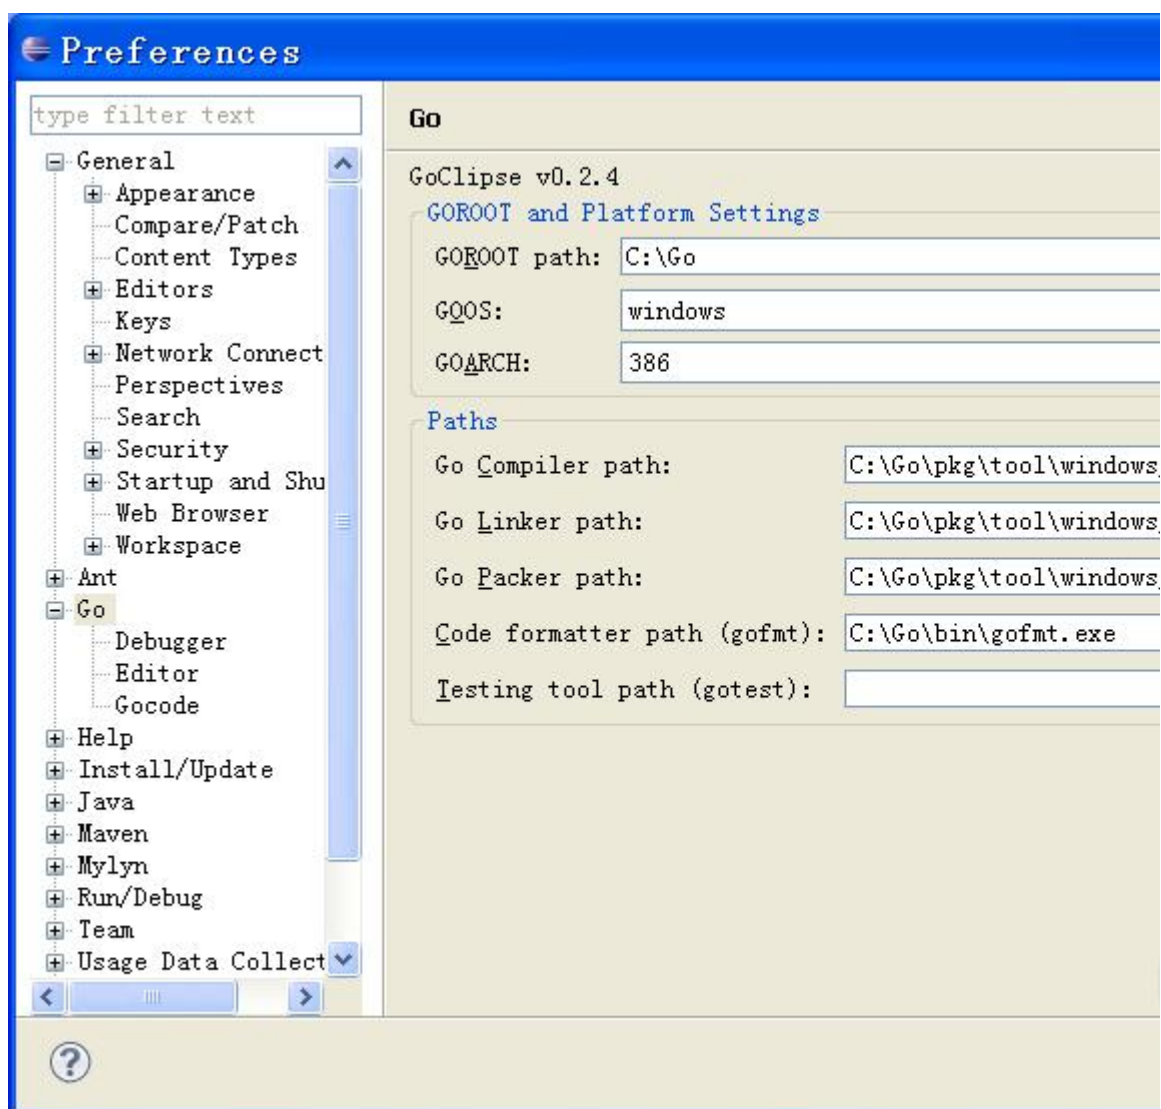 Preferences
type filter text
General
Appearance
Compare/Patch
Content Types
Editors
Keys
Network Connect
Perspectives
Search
Security
Startup and Shu
Web Browser
Workspace
Ant
Go
Debugger
Editor
Gocode
Help
Install/Update
Java
Maven
Mylyn
Run/Debug
Team
Usage Data Collect
Go
GoClipse v0.2.4
GOROOT and Platform Settings
GOROOT path: C:\Go
GOOS: windows
GOARCH: 386
Paths
Go Compiler path: C:\Go\pkg\tool\windows_
Go Linker path: C:\Go\pkg\tool\windows_
Go Packer path: C:\Go\pkg\tool\windows_
Code formatter path (gofmt): C:\Go\bin\gofmt.exe
Testing tool path (gotest):